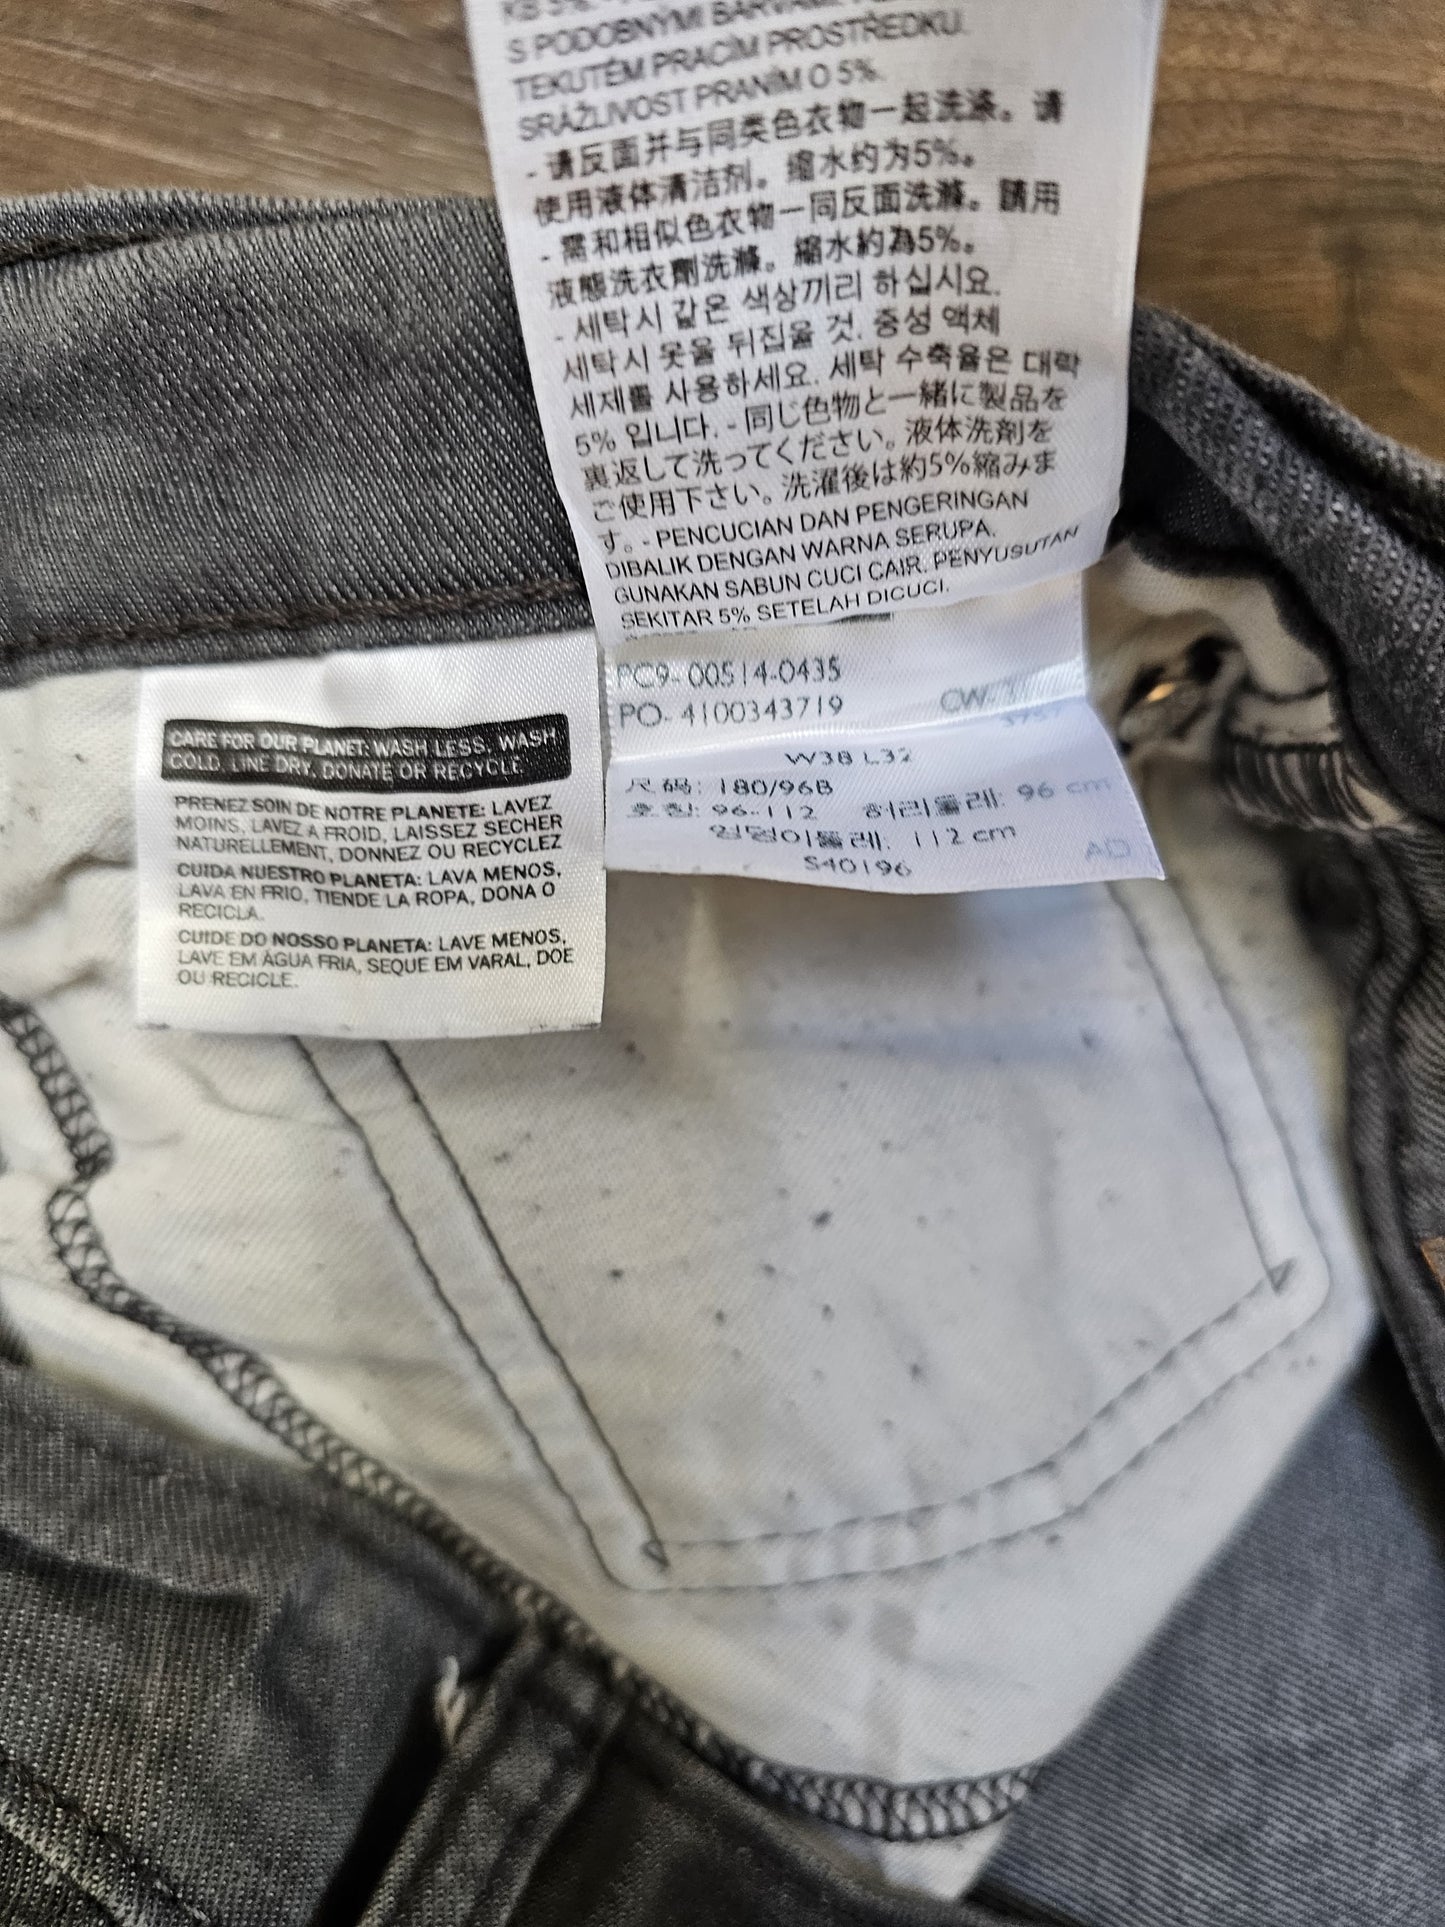 S PODOBNÝMI BARVAMI
TEKUTÉM PRACÍM PROSTŘEDKU.
SRÁŽLIVOST PRANÍM O 5%.
- 请反面并与同类色衣物一起洗涤。请
使用液体清洁剂。缩水约为5%。
- 需和相似色衣物一同反面洗滌。請用
液態洗衣劑洗滌。縮水約為5%。
- 세탁시 같은 색상끼리 하십시요.
세탁시 옷을 뒤집을 것. 중성 액체
세제를 사용하세요. 세탁 수축율은 대략
5% 입니다. - 同じ色物と一緒に製品を
裏返して洗ってください。液体洗剤を
ご使用下さい。洗濯後は約5%縮みま
す。- PENCUCIAN DAN PENGERINGAN
DIBALIK DENGAN WARNA SERUPA.
GUNAKAN SABUN CUCI CAIR. PENYUSUTAN
SEKITAR 5% SETELAH DICUCI.
PC9- 00514-0435
PO- 4100343719 CW-
W38 L32
尺码: 180/96B
호칭: 96-112 허리둘레: 96 cm
엉덩이둘레: 112 cm
S40196 AD
CARE FOR OUR PLANET: WASH LESS, WASH
COLD, LINE DRY, DONATE OR RECYCLE.
PRENEZ SOIN DE NOTRE PLANETE: LAVEZ
MOINS, LAVEZ A FROID, LAISSEZ SECHER
NATURELLEMENT, DONNEZ OU RECYCLEZ
CUIDA NUESTRO PLANETA: LAVA MENOS,
LAVA EN FRIO, TIENDE LA ROPA, DONA O
RECICLA.
CUIDE DO NOSSO PLANETA: LAVE MENOS,
LAVE EM ÁGUA FRIA, SEQUE EM VARAL, DOE
OU RECICLE.